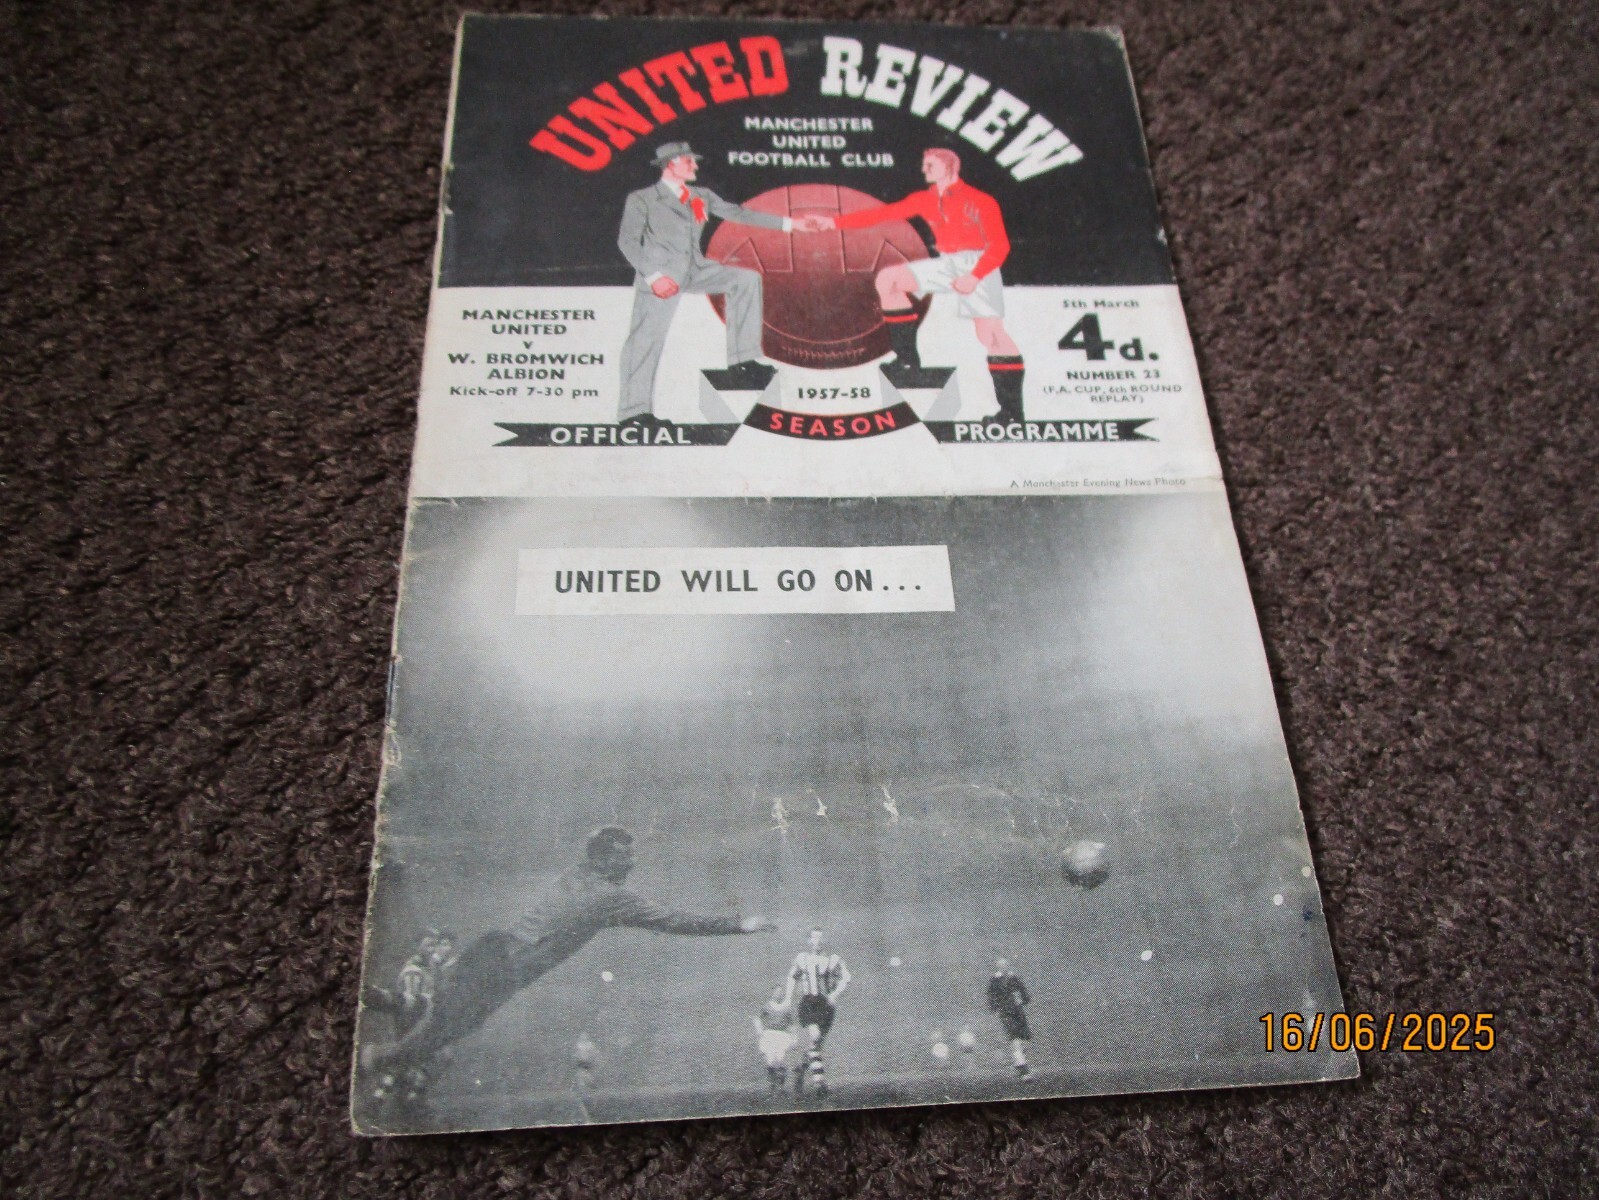 UNITED REVIEW
MANCHESTER
UNITED
FOOTBALL CLUB
MANCHESTER
UNITED
v
W. BROMWICH
ALBION
Kick-off 7-30 pm
5th March
4d.
NUMBER 23
(F.A. CUP, 6th ROUND
REPLAY)
1957-58
SEASON
OFFICIAL
PROGRAMME
A Manchester Evening News Photo
UNITED WILL GO ON...
16/06/2025